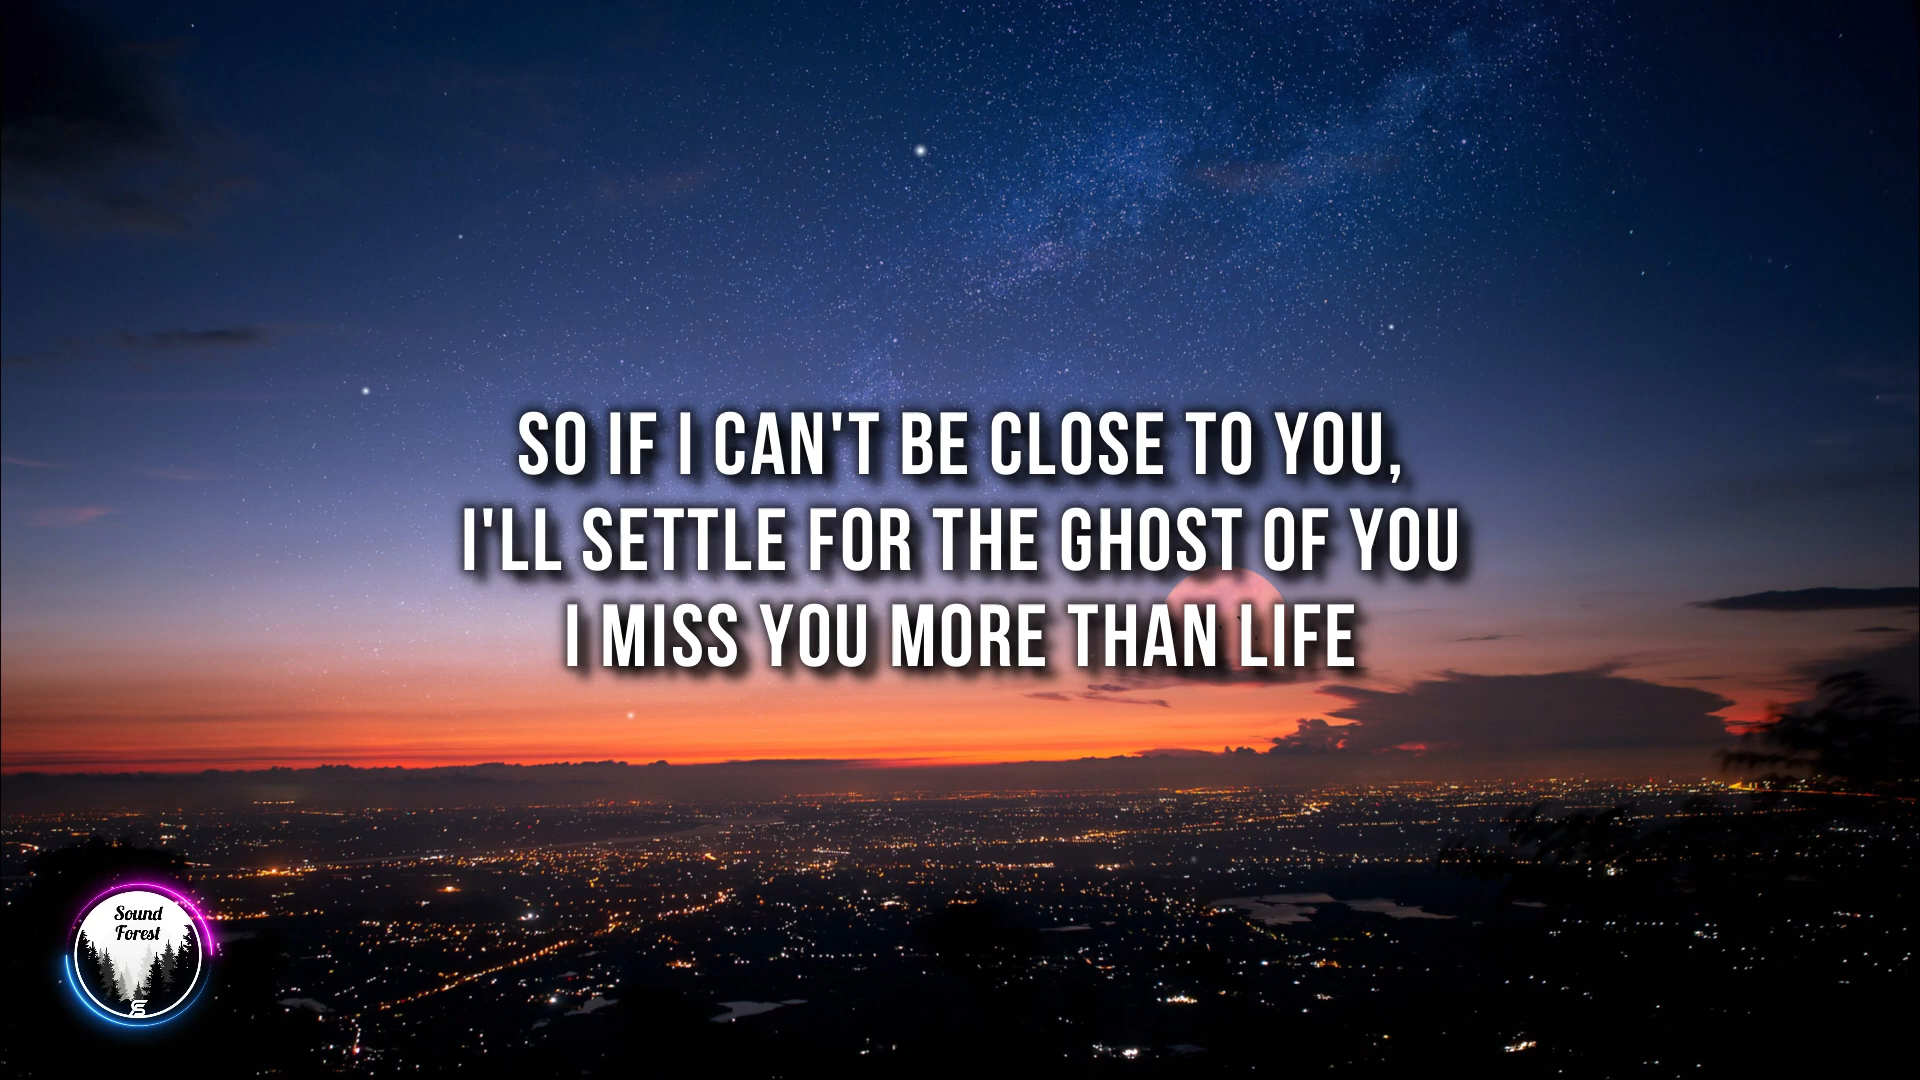 SO IF I CAN'T BE CLOSE TO YOU,
I'LL SETTLE FOR THE GHOST OF YOU
I MISS YOU MORE THAN LIFE
Sound
Forest